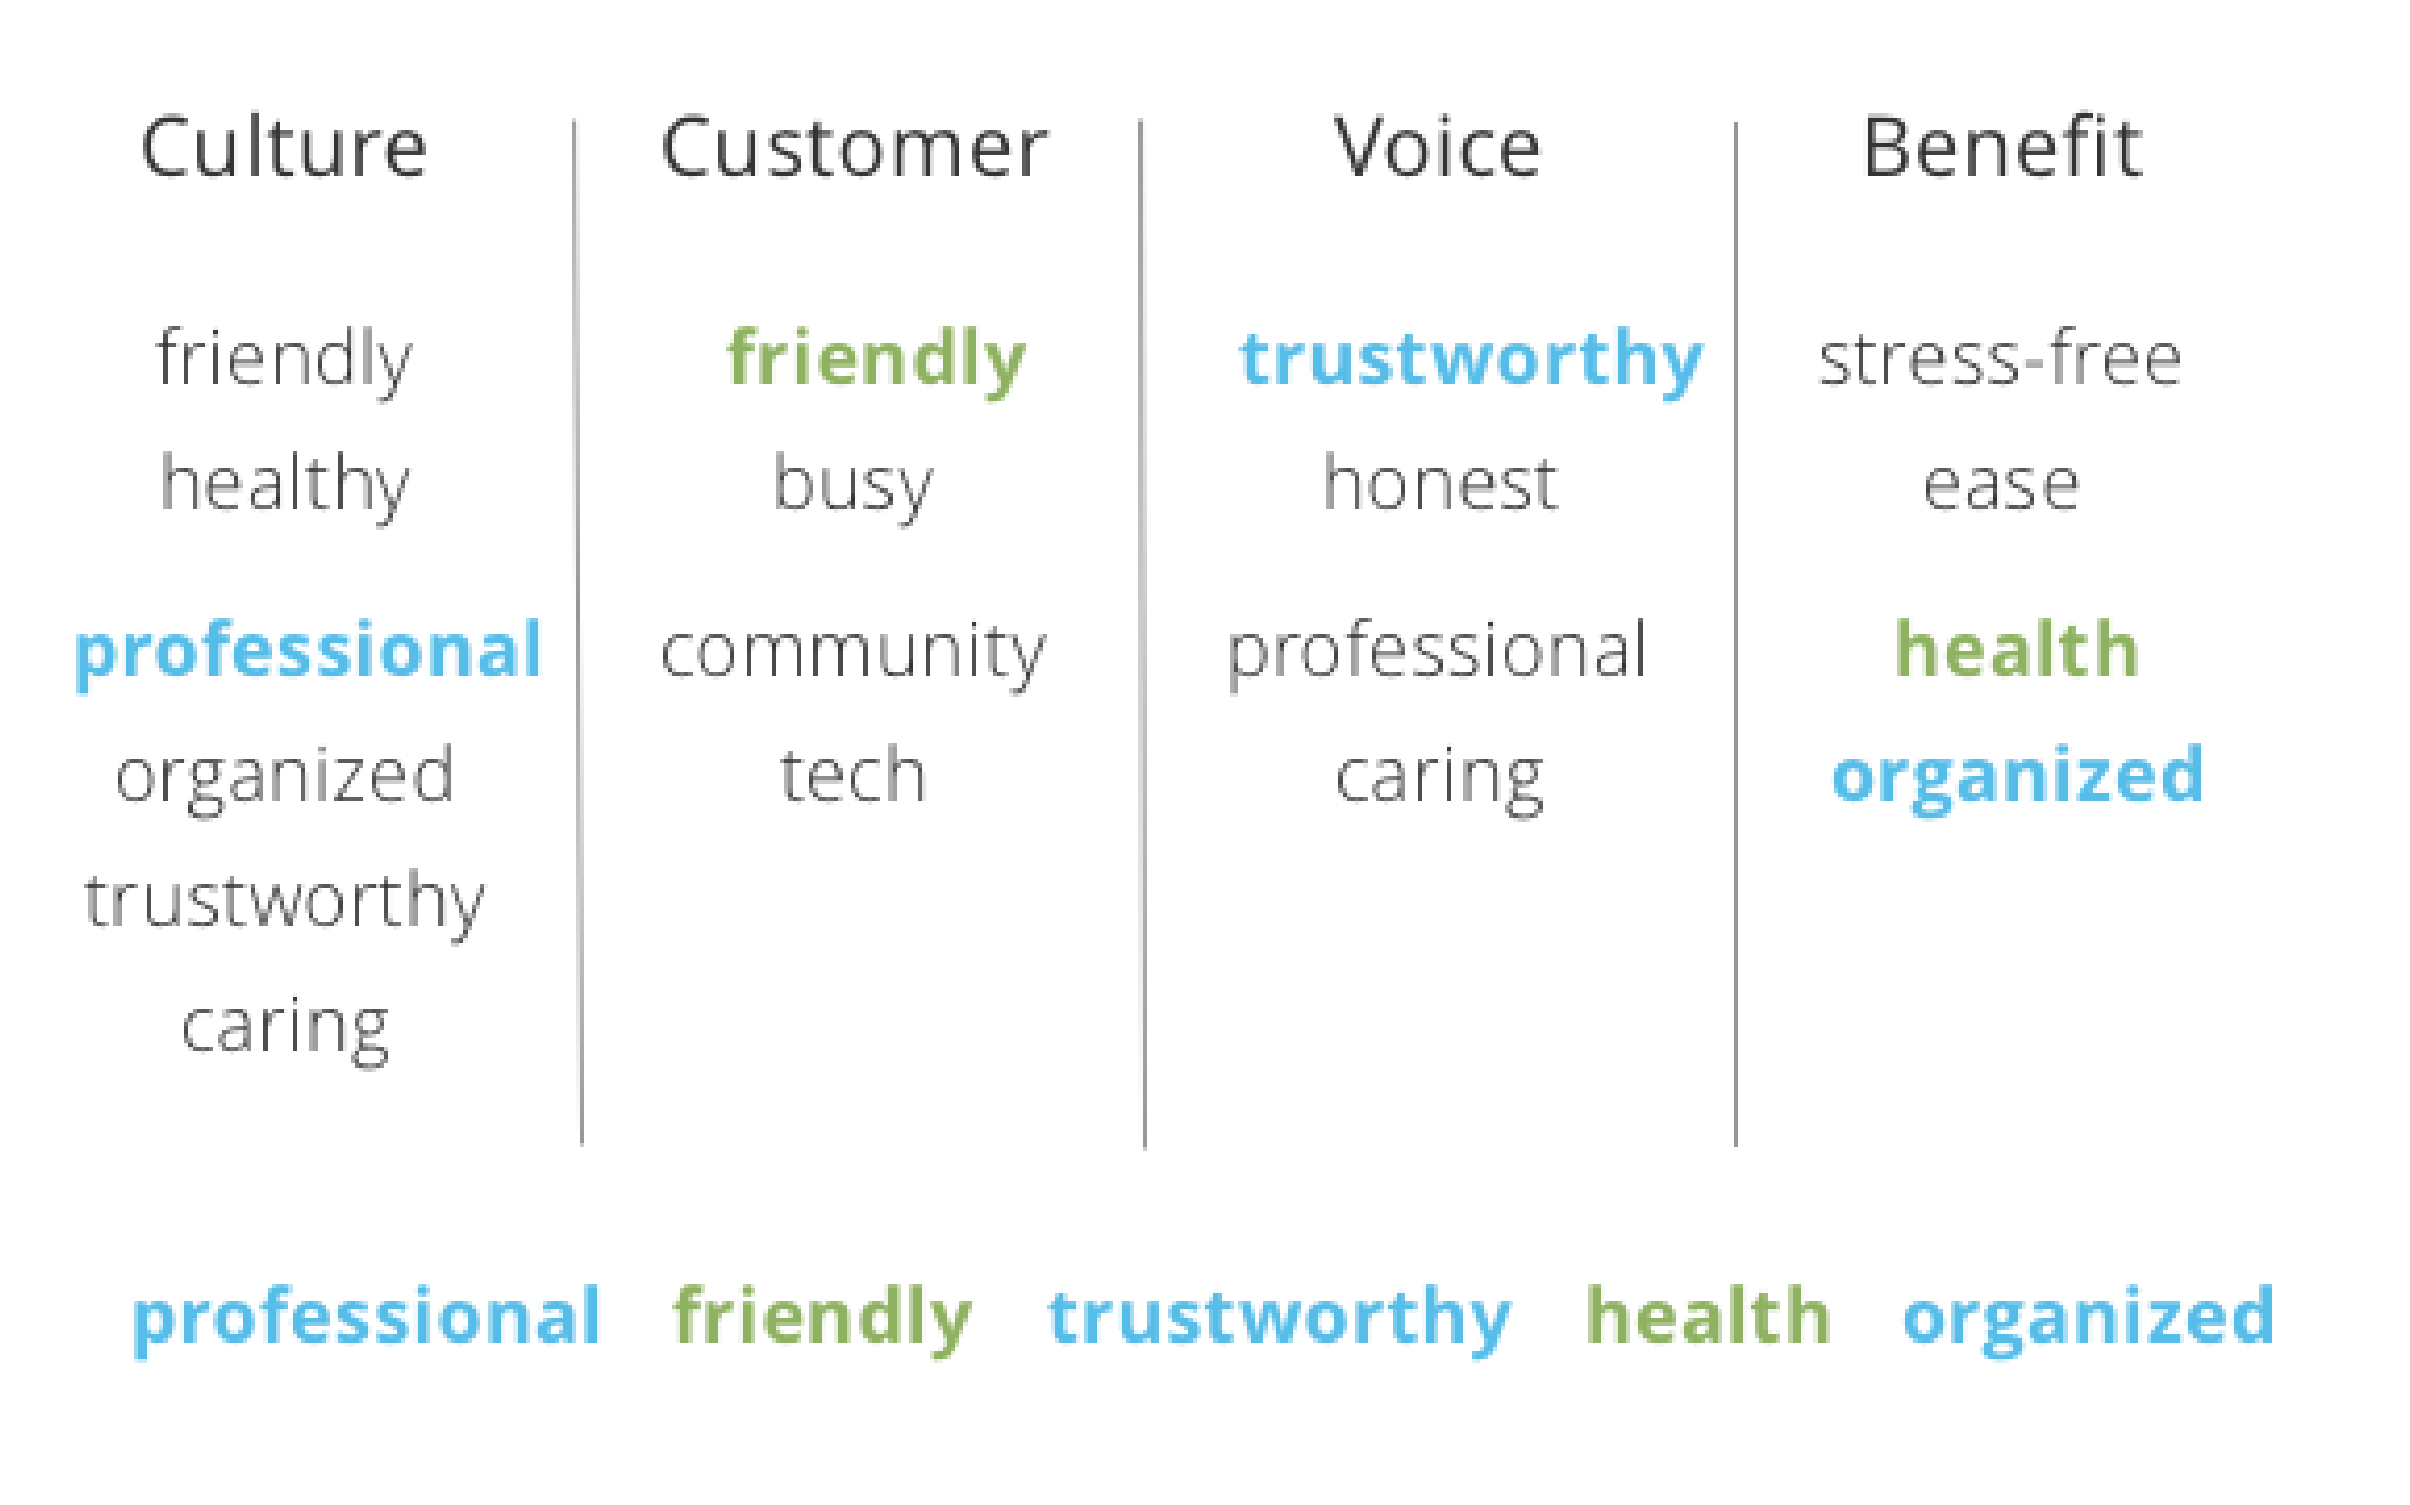 Culture Customer Voice Benefit
friendly friendly trustworthy stress-free
healthy busy honest ease
professional community professional health
organized tech caring organized
trustworthy
caring
professional friendly trustworthy health organized